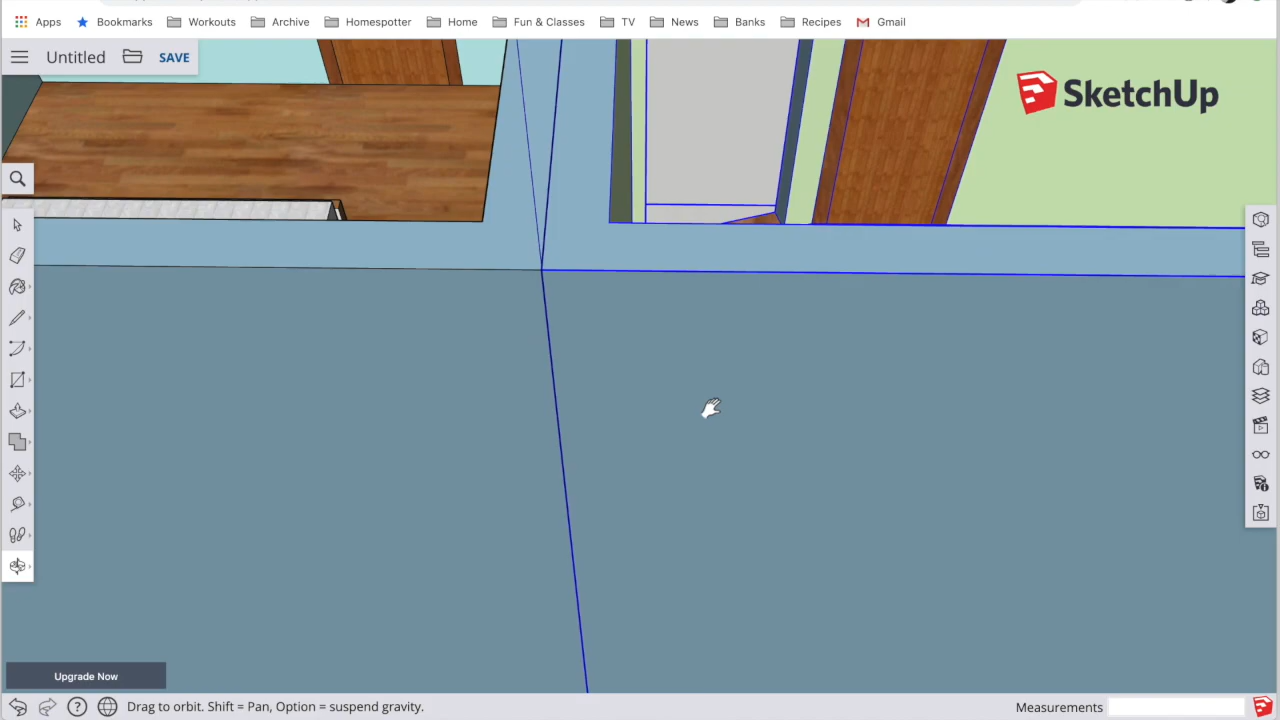 Apps Bookmarks Workouts Archive Homespotter Home Fun & Classes TV News Banks Recipes Gmail
Untitled SAVE
SketchUp
Upgrade Now
Drag to orbit. Shift = Pan, Option = suspend gravity. Measurements